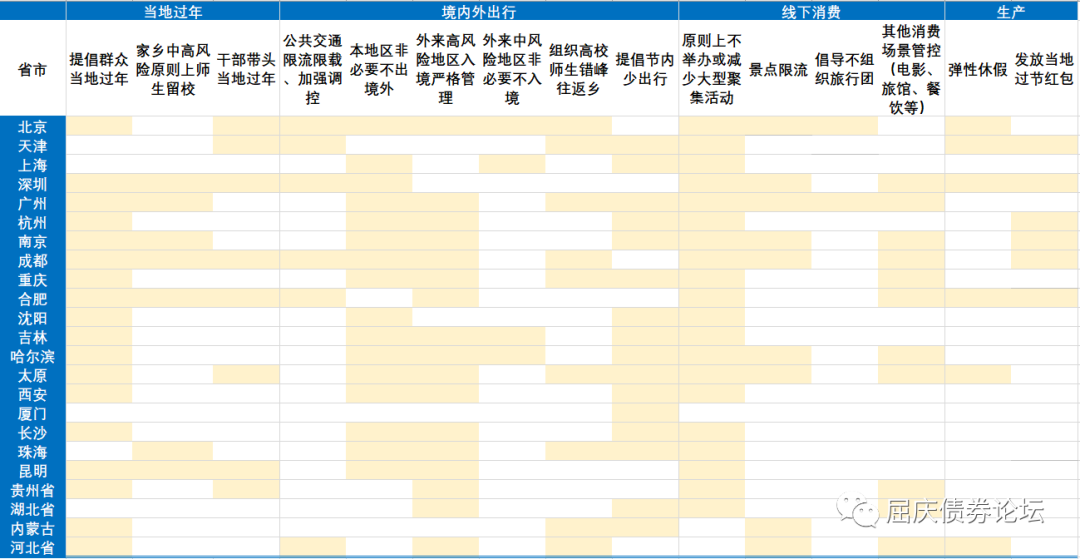 当地过年 境内外出行 线下消费 生产
省市
提倡群众
当地过年
家乡中高风
险原则上师
生留校
干部带头
当地过年
公共交通
限流限载
、加强调
控
本地区非
必要不出
境外
外来高风
险地区入
境严格管
理
外来中风
险地区非
必要不入
境
组织高校
师生错峰
往返乡
提倡节内
少出行
原则上不
举办或减
少大型聚
集活动
景点限流
倡导不组
织旅行团
其他消费
场景管控
（电影、
旅馆、餐
饮等）
弹性休假
发放当地
过节红包
北京
天津
上海
深圳
广州
杭州
南京
成都
重庆
合肥
沈阳
吉林
哈尔滨
太原
西安
厦门
长沙
珠海
昆明
贵州省
湖北省
内蒙古
河北省
屈庆债券论坛